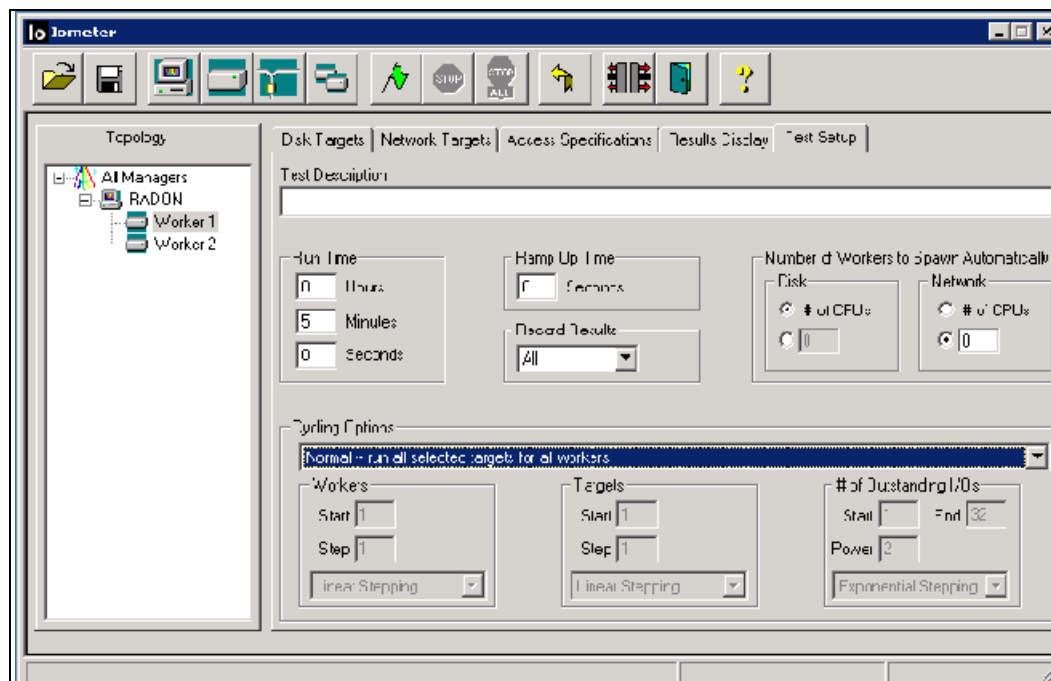 Io Iometer
STOP
STOP ALL
?
Topology
All Managers
RADON
Worker 1
Worker 2
Disk Targets Network Targets Access Specifications Results Display Test Setup
Test Description
Run Time
0 Hours
5 Minutes
0 Seconds
Ramp Up Time
0 Seconds
Record Results
All
Number of Workers to Spawn Automatically
Disk
# of CPUs
0
Network
# of CPUs
0
Cycling Options
Normal -- run all selected targets for all workers.
Workers
Start 1
Step 1
Linear Stepping
Targets
Start 1
Step 1
Linear Stepping
# of Outstanding I/Os
Start 1 End 32
Power 2
Exponential Stepping